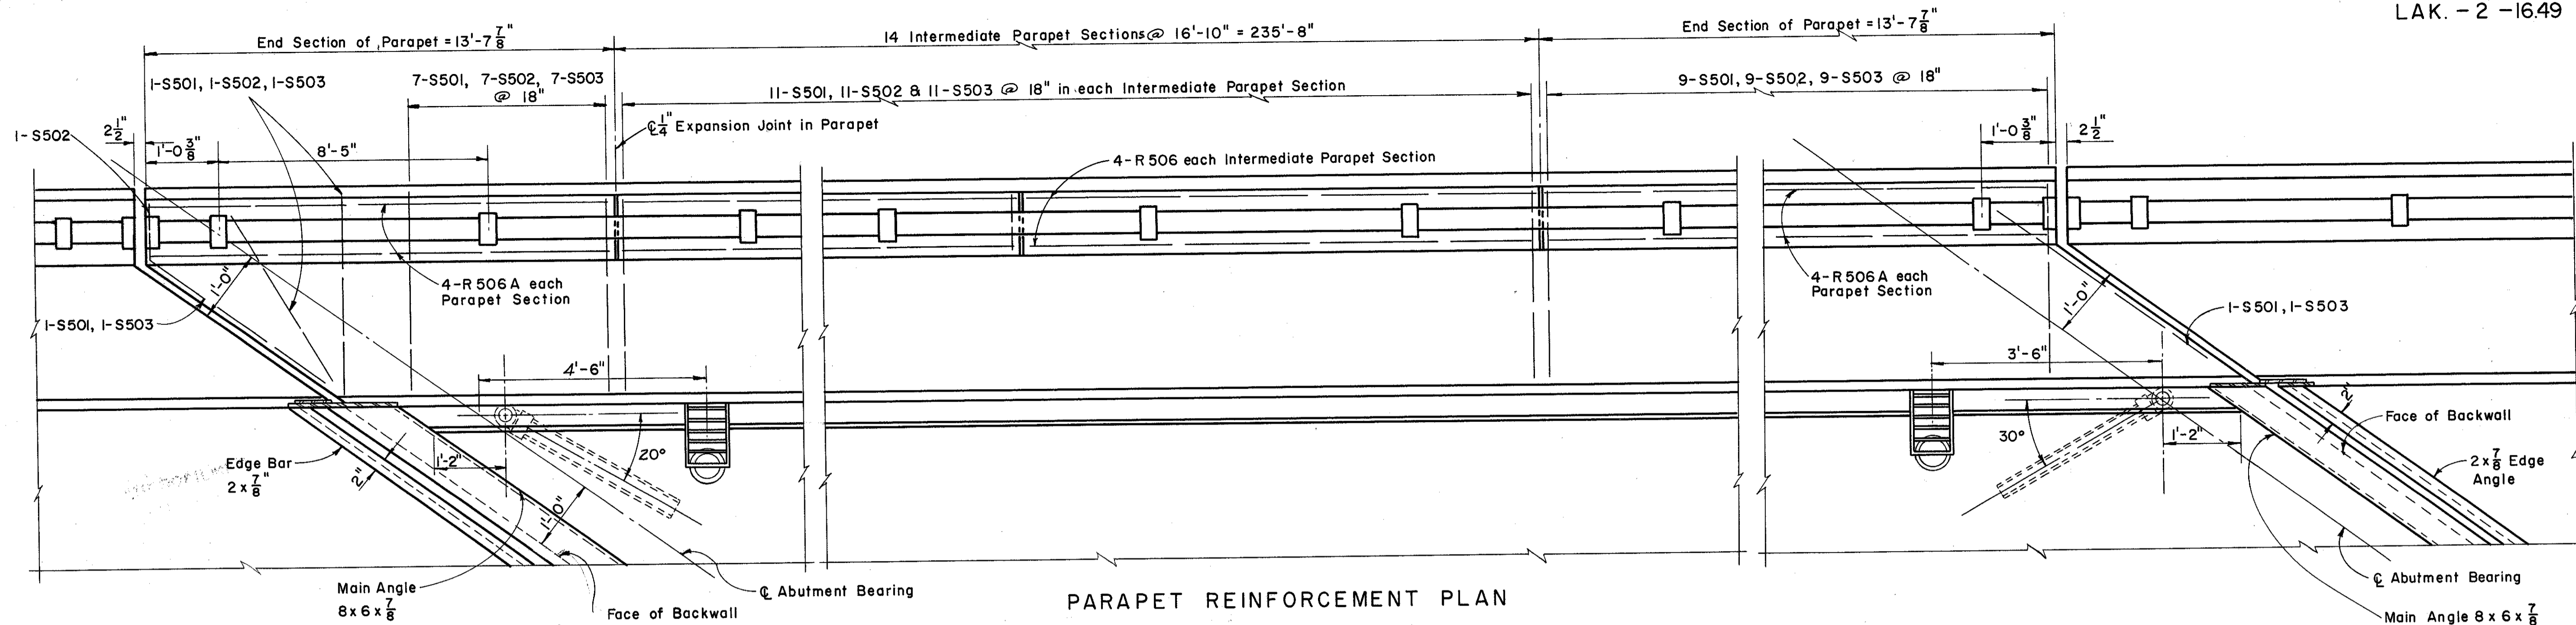 LAK. - 2 - 16.49
End Section of Parapet = 13'-7 7/8"
14 Intermediate Parapet Sections @ 16'-10" = 235'-8"
End Section of Parapet = 13'-7 7/8"
1-S501, 1-S502, 1-S503
7-S501, 7-S502, 7-S503
@ 18"
11-S501, 11-S502 & 11-S503 @ 18" in each Intermediate Parapet Section
9-S501, 9-S502, 9-S503 @ 18"
1-S502
2 1/2"
1'-0 3/8"
8'-5"
℄ 1/4" Expansion Joint in Parapet
4-R506 each Intermediate Parapet Section
1'-0 3/8"
2 1/2"
4-R506A each
Parapet Section
4-R506A each
Parapet Section
1'-0"
1'-0"
1-S501, 1-S503
1-S501, 1-S503
4'-6"
3'-6"
2"
Face of Backwall
Edge Bar
2 x 7/8"
2"
1'-2"
20°
1'-0"
30°
1'-2"
2 x 7/8 Edge
Angle
Main Angle
8 x 6 x 7/8
Face of Backwall
℄ Abutment Bearing
PARAPET REINFORCEMENT PLAN
℄ Abutment Bearing
Main Angle 8 x 6 x 7/8